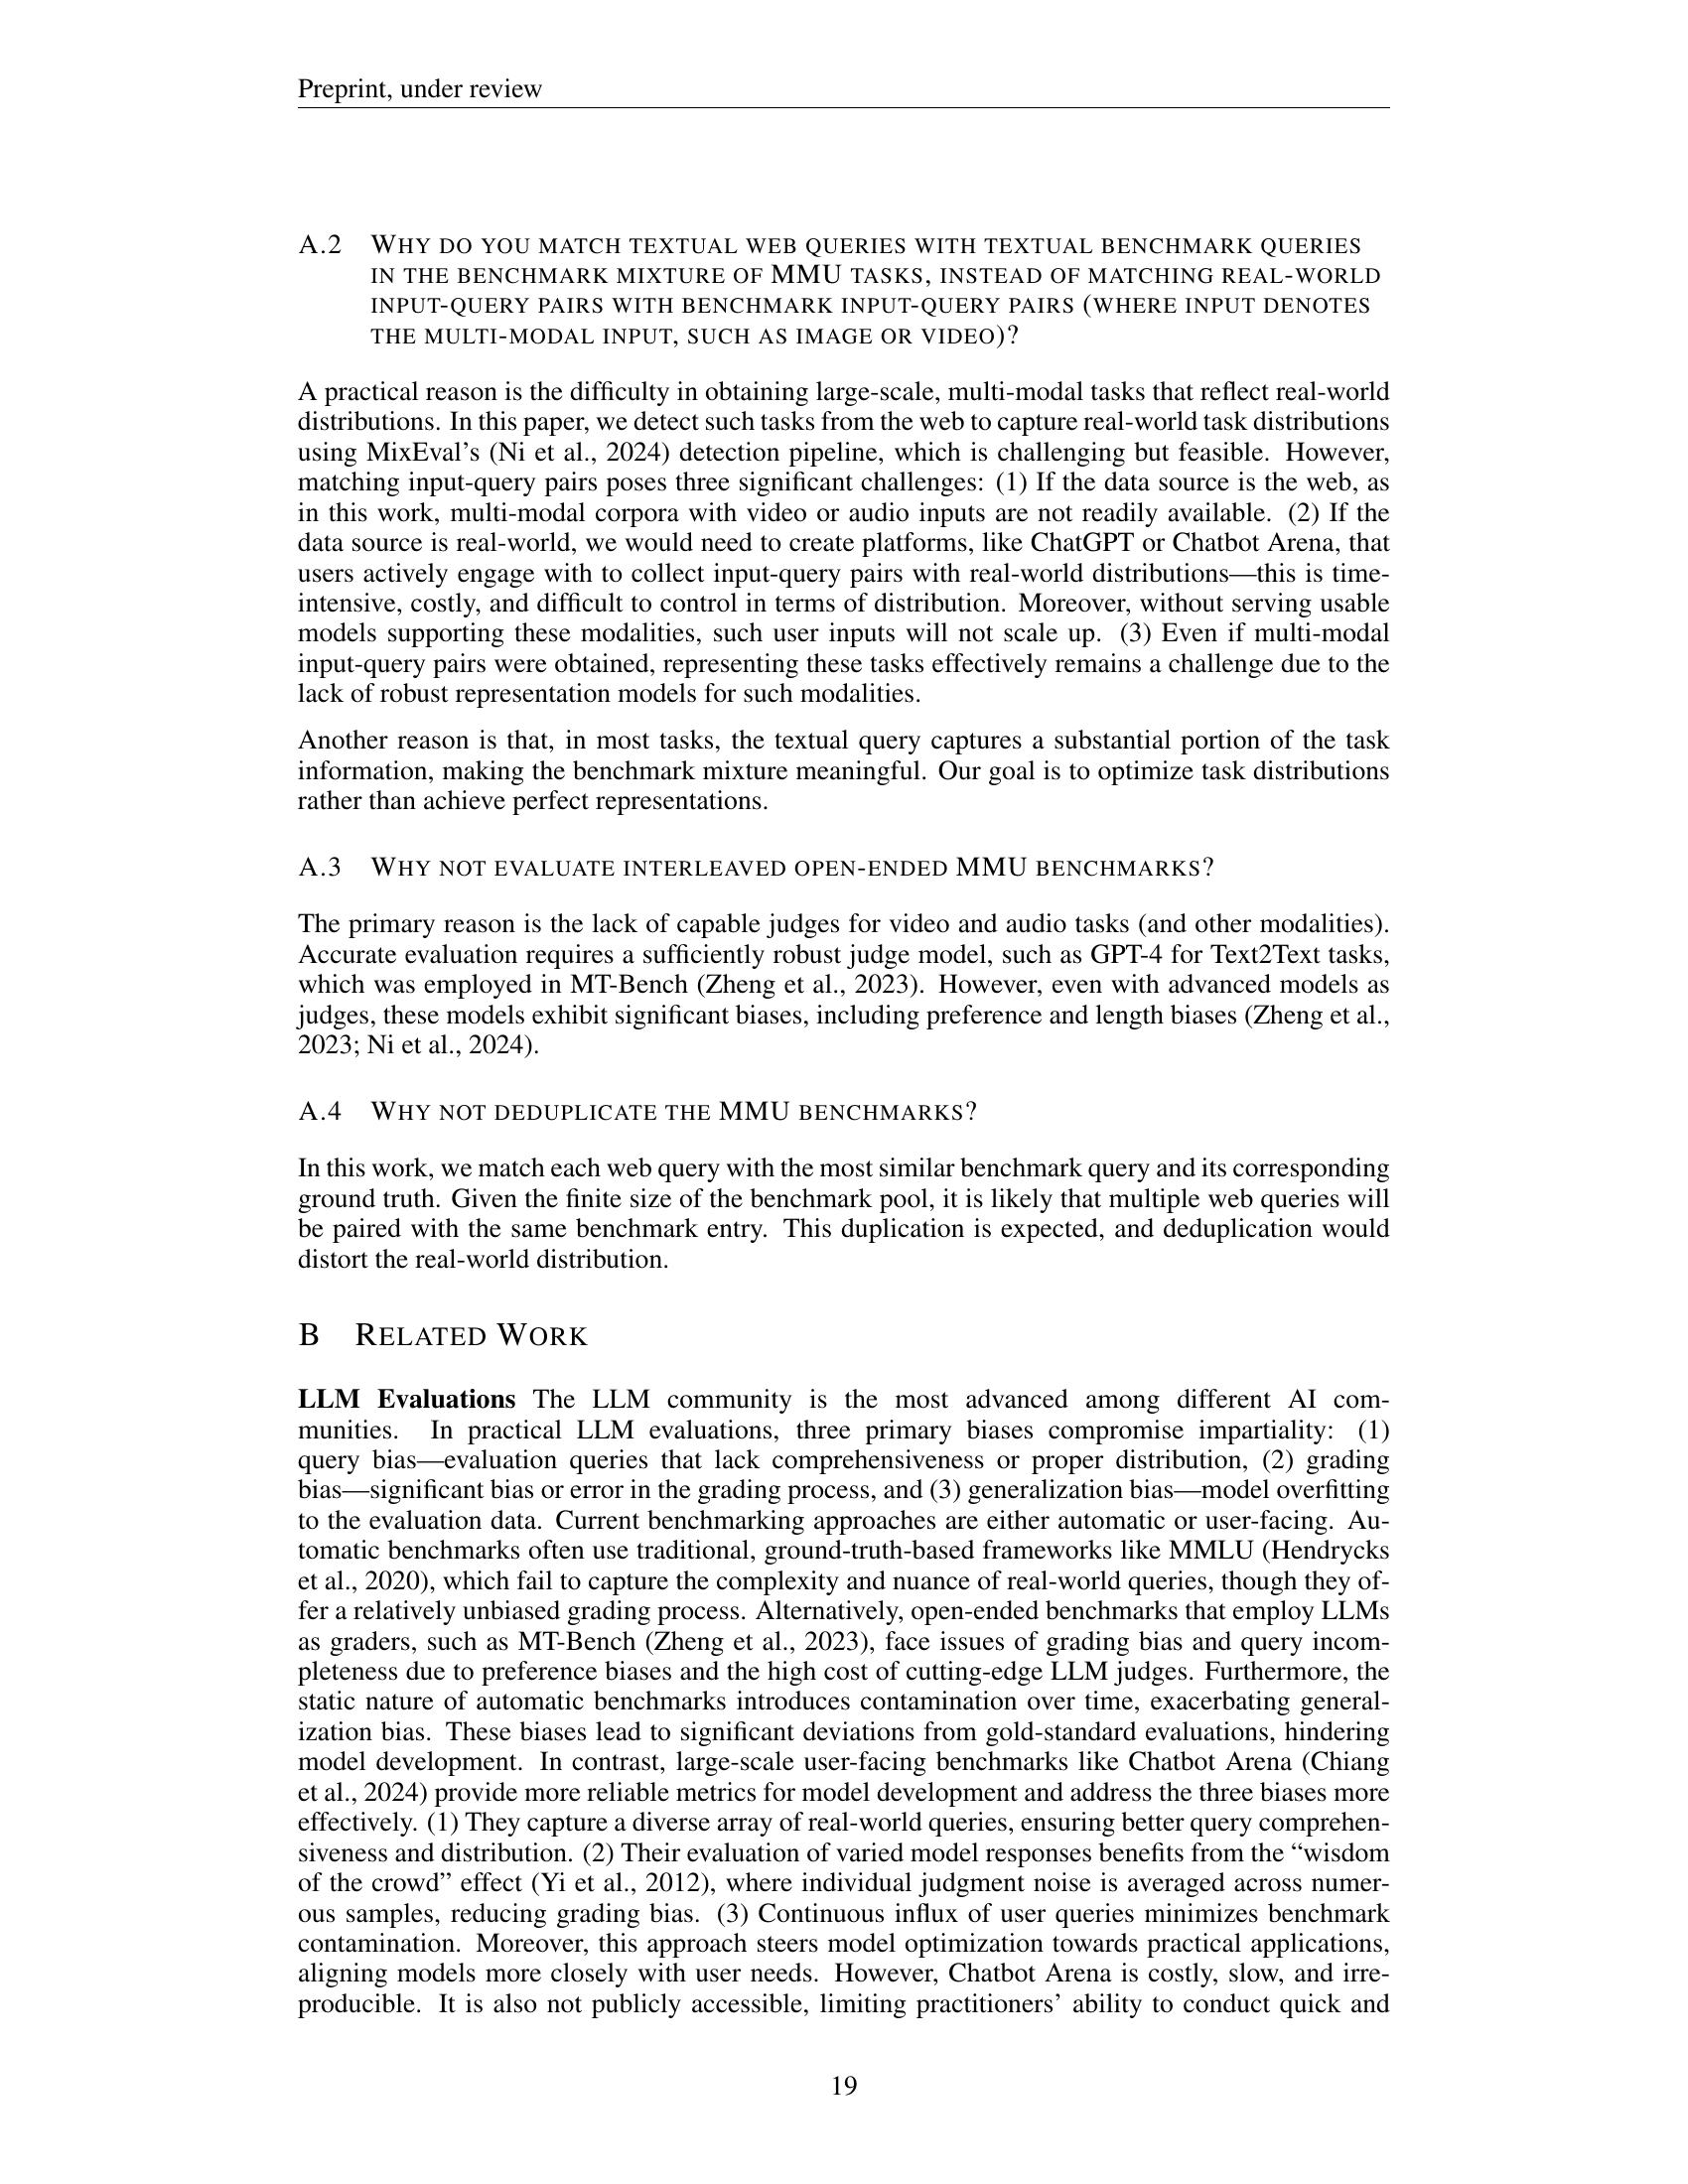 Preprint, under review
A.2 WHY DO YOU MATCH TEXTUAL WEB QUERIES WITH TEXTUAL BENCHMARK QUERIES
IN THE BENCHMARK MIXTURE OF MMU TASKS, INSTEAD OF MATCHING REAL-WORLD
INPUT-QUERY PAIRS WITH BENCHMARK INPUT-QUERY PAIRS (WHERE INPUT DENOTES
THE MULTI-MODAL INPUT, SUCH AS IMAGE OR VIDEO)?
A practical reason is the difficulty in obtaining large-scale, multi-modal tasks that reflect real-world
distributions. In this paper, we detect such tasks from the web to capture real-world task distributions
using MixEval's (Ni et al., 2024) detection pipeline, which is challenging but feasible. However,
matching input-query pairs poses three significant challenges: (1) If the data source is the web, as
in this work, multi-modal corpora with video or audio inputs are not readily available. (2) If the
data source is real-world, we would need to create platforms, like ChatGPT or Chatbot Arena, that
users actively engage with to collect input-query pairs with real-world distributions—this is time-
intensive, costly, and difficult to control in terms of distribution. Moreover, without serving usable
models supporting these modalities, such user inputs will not scale up. (3) Even if multi-modal
input-query pairs were obtained, representing these tasks effectively remains a challenge due to the
lack of robust representation models for such modalities.
Another reason is that, in most tasks, the textual query captures a substantial portion of the task
information, making the benchmark mixture meaningful. Our goal is to optimize task distributions
rather than achieve perfect representations.
A.3 WHY NOT EVALUATE INTERLEAVED OPEN-ENDED MMU BENCHMARKS?
The primary reason is the lack of capable judges for video and audio tasks (and other modalities).
Accurate evaluation requires a sufficiently robust judge model, such as GPT-4 for Text2Text tasks,
which was employed in MT-Bench (Zheng et al., 2023). However, even with advanced models as
judges, these models exhibit significant biases, including preference and length biases (Zheng et al.,
2023; Ni et al., 2024).
A.4 WHY NOT DEDUPLICATE THE MMU BENCHMARKS?
In this work, we match each web query with the most similar benchmark query and its corresponding
ground truth. Given the finite size of the benchmark pool, it is likely that multiple web queries will
be paired with the same benchmark entry. This duplication is expected, and deduplication would
distort the real-world distribution.
B RELATED WORK
LLM Evaluations The LLM community is the most advanced among different AI com-
munities. In practical LLM evaluations, three primary biases compromise impartiality: (1)
query bias—evaluation queries that lack comprehensiveness or proper distribution, (2) grading
bias—significant bias or error in the grading process, and (3) generalization bias—model overfitting
to the evaluation data. Current benchmarking approaches are either automatic or user-facing. Au-
tomatic benchmarks often use traditional, ground-truth-based frameworks like MMLU (Hendrycks
et al., 2020), which fail to capture the complexity and nuance of real-world queries, though they of-
fer a relatively unbiased grading process. Alternatively, open-ended benchmarks that employ LLMs
as graders, such as MT-Bench (Zheng et al., 2023), face issues of grading bias and query incom-
pleteness due to preference biases and the high cost of cutting-edge LLM judges. Furthermore, the
static nature of automatic benchmarks introduces contamination over time, exacerbating general-
ization bias. These biases lead to significant deviations from gold-standard evaluations, hindering
model development. In contrast, large-scale user-facing benchmarks like Chatbot Arena (Chiang
et al., 2024) provide more reliable metrics for model development and address the three biases more
effectively. (1) They capture a diverse array of real-world queries, ensuring better query comprehen-
siveness and distribution. (2) Their evaluation of varied model responses benefits from the “wisdom
of the crowd” effect (Yi et al., 2012), where individual judgment noise is averaged across numer-
ous samples, reducing grading bias. (3) Continuous influx of user queries minimizes benchmark
contamination. Moreover, this approach steers model optimization towards practical applications,
aligning models more closely with user needs. However, Chatbot Arena is costly, slow, and irre-
producible. It is also not publicly accessible, limiting practitioners’ ability to conduct quick and
19